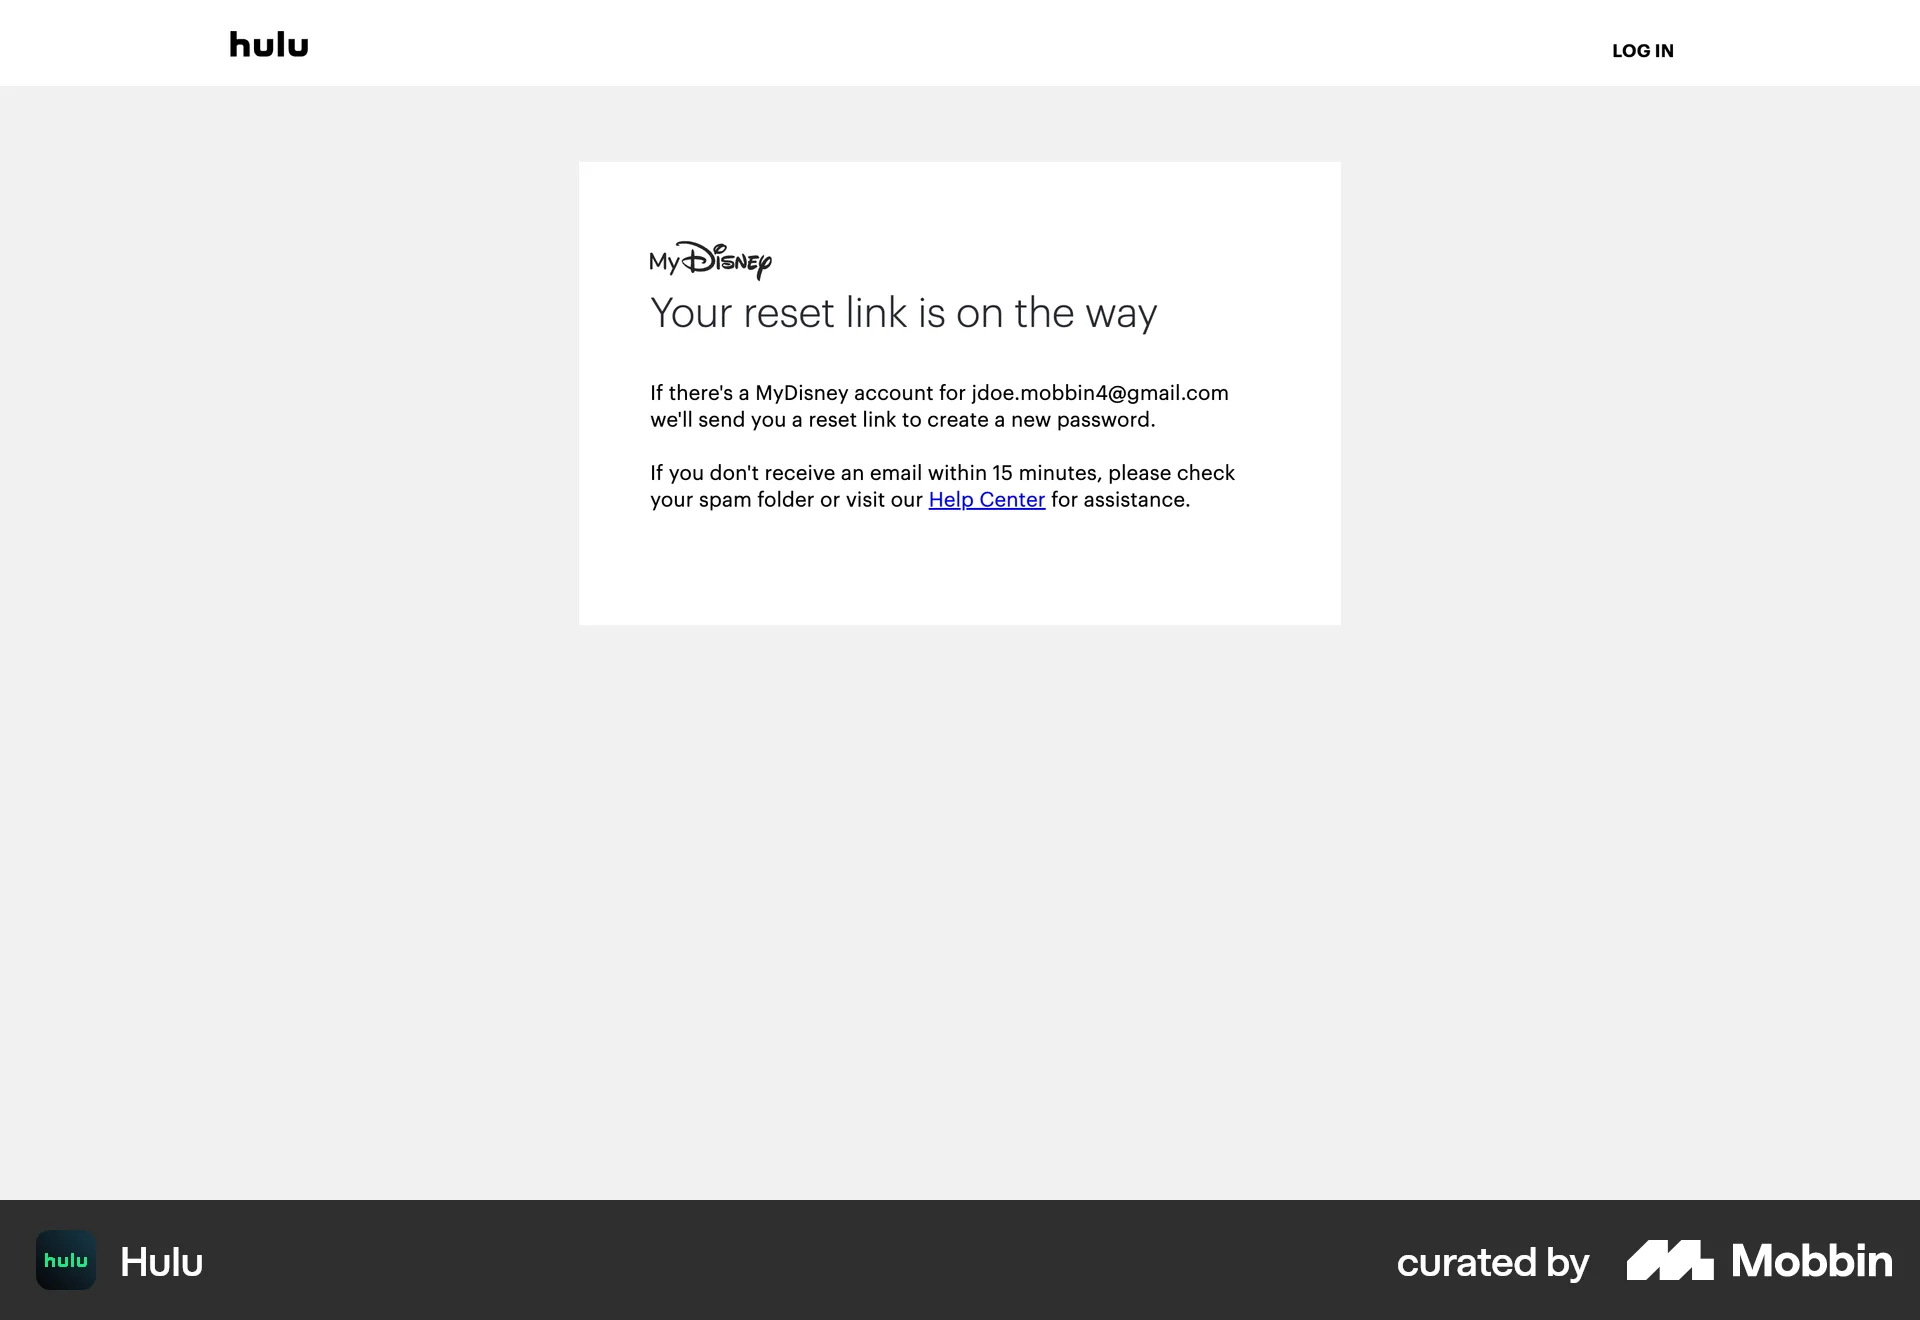 hulu
LOG IN
My Disney
Your reset link is on the way
If there's a MyDisney account for jdoe.mobbin4@gmail.com
we'll send you a reset link to create a new password.
If you don't receive an email within 15 minutes, please check
your spam folder or visit our Help Center for assistance.
hulu
Hulu
curated by
Mobbin